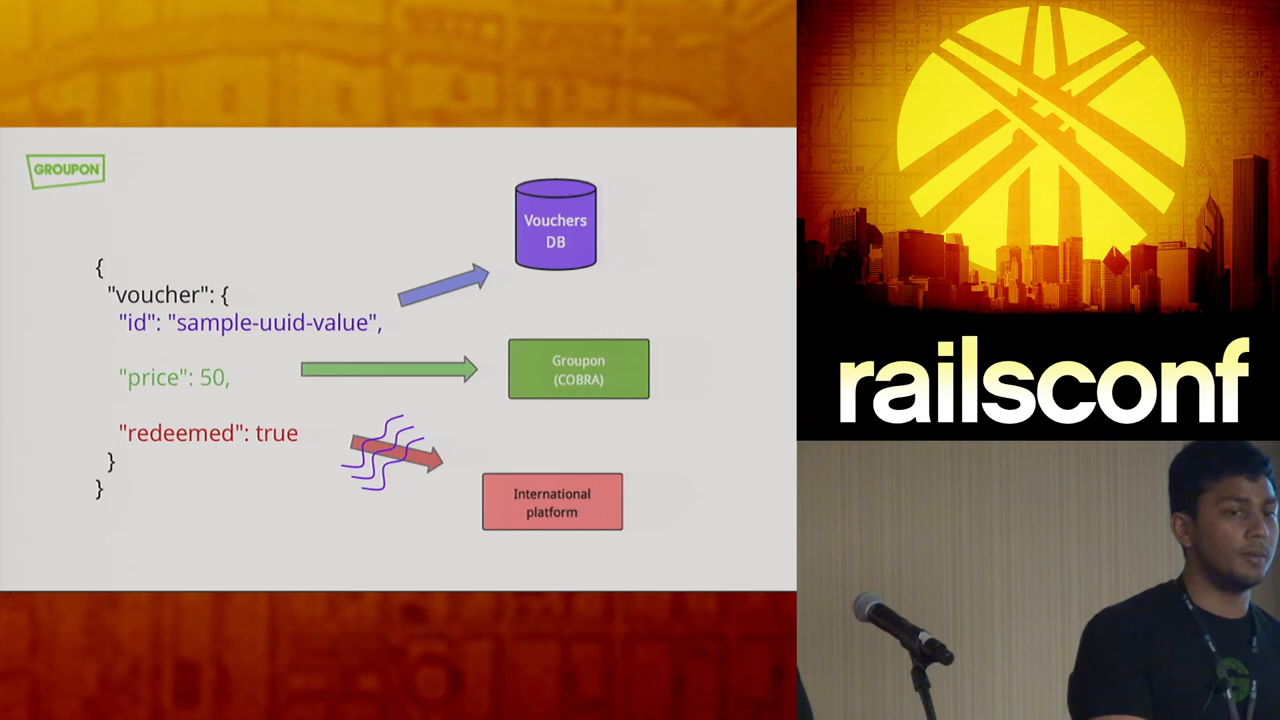 GROUPON
Vouchers
DB
{
"voucher": {
"id": "sample-uuid-value",
"price": 50,
"redeemed": true
}
}
Groupon
(COBRA)
International
platform
railsconf